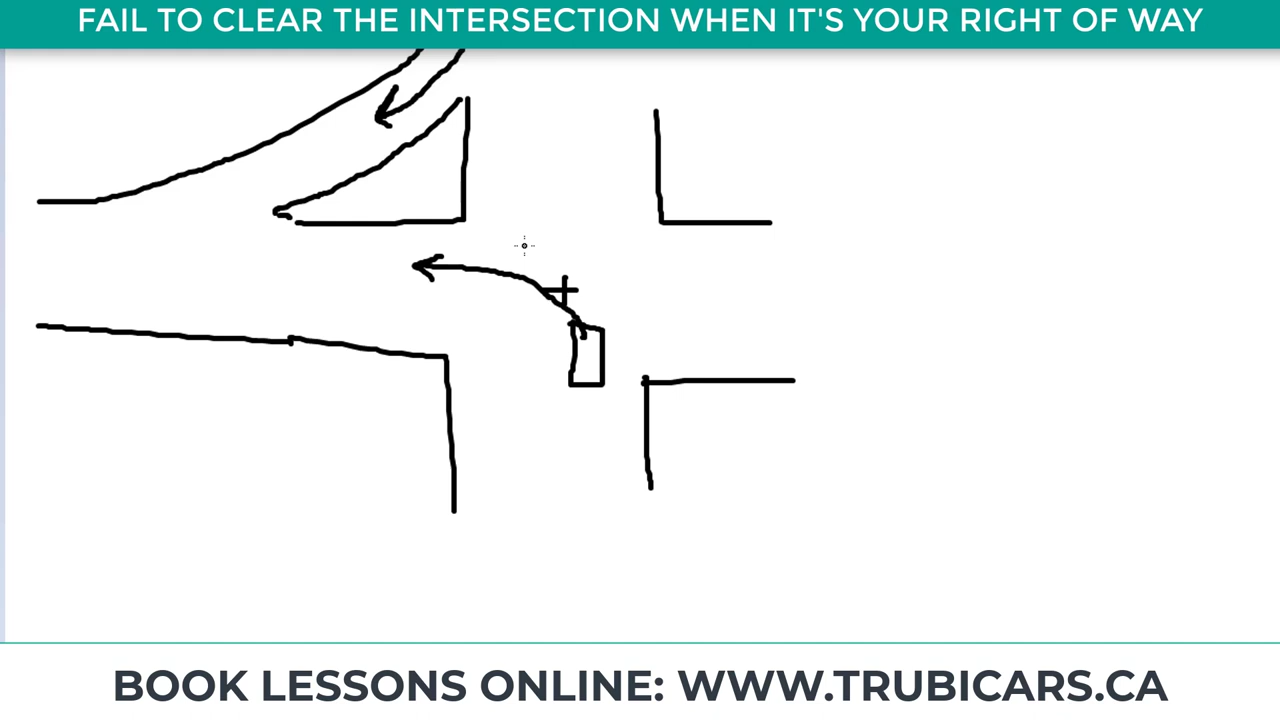 FAIL TO CLEAR THE INTERSECTION WHEN IT'S YOUR RIGHT OF WAY
BOOK LESSONS ONLINE: WWW.TRUBICARS.CA